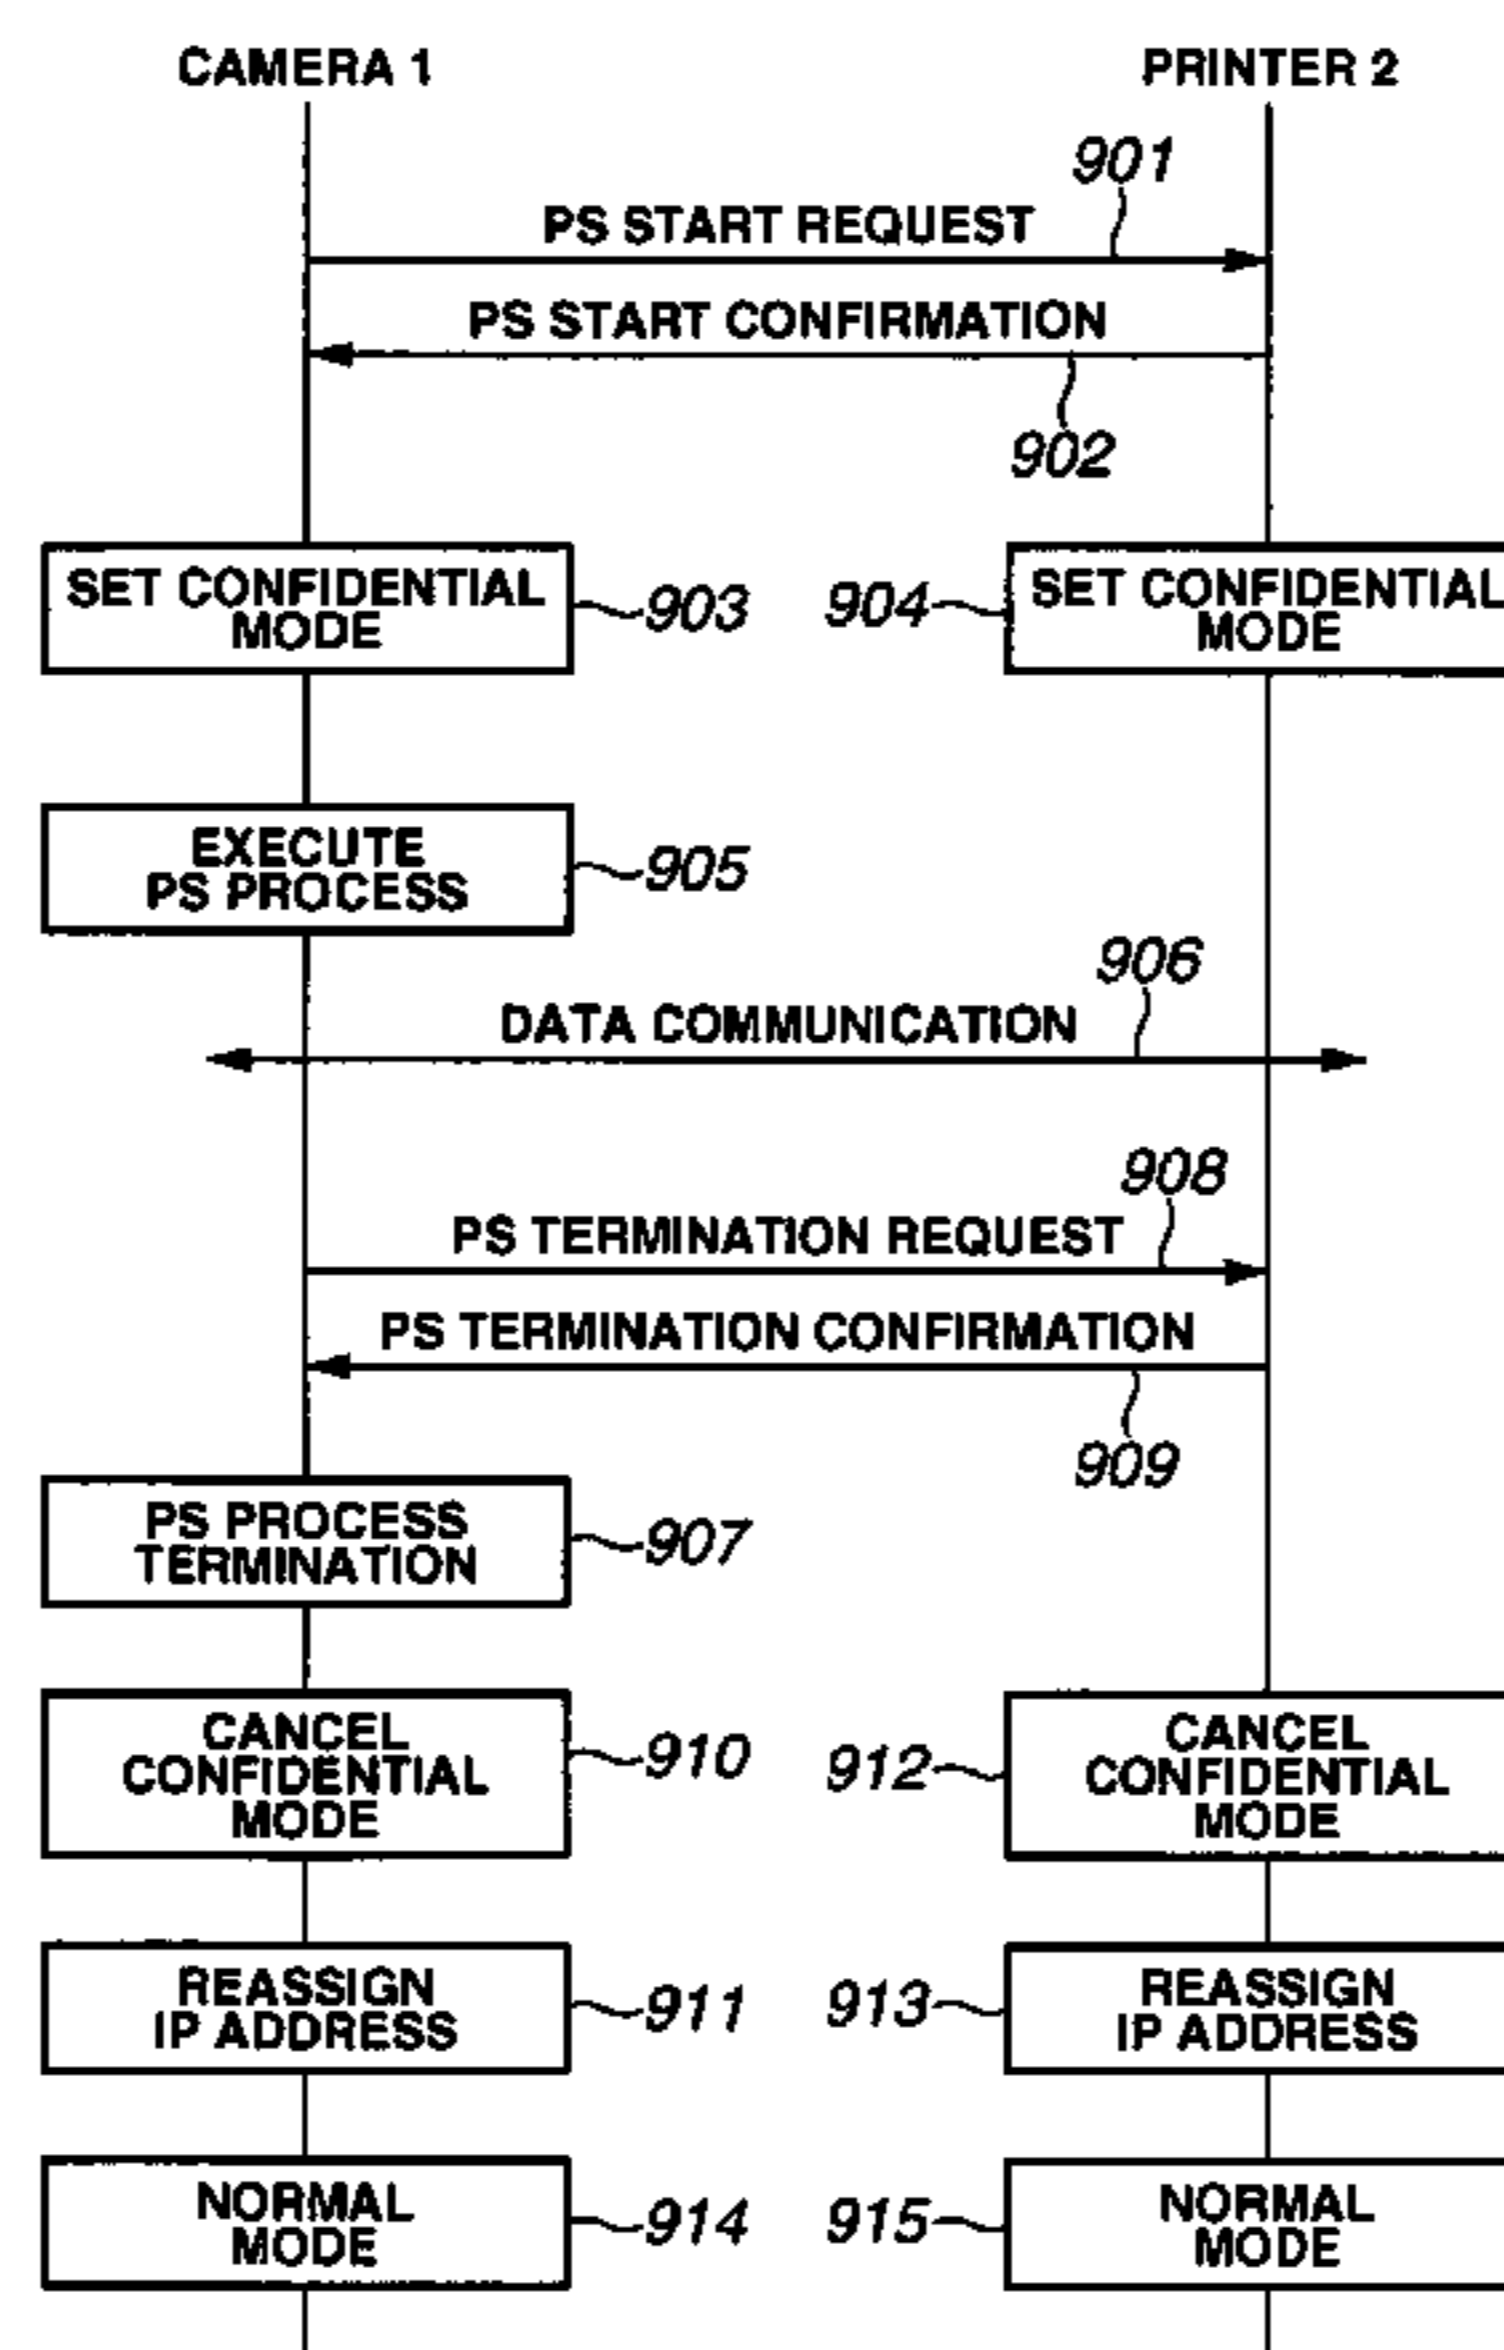 CAMERA 1
PRINTER 2
901
PS START REQUEST
PS START CONFIRMATION
902
SET CONFIDENTIAL
MODE
903
904
SET CONFIDENTIAL
MODE
EXECUTE
PS PROCESS
905
906
DATA COMMUNICATION
908
PS TERMINATION REQUEST
PS TERMINATION CONFIRMATION
909
PS PROCESS
TERMINATION
907
CANCEL
CONFIDENTIAL
MODE
910
912
CANCEL
CONFIDENTIAL
MODE
REASSIGN
IP ADDRESS
911
913
REASSIGN
IP ADDRESS
NORMAL
MODE
914
915
NORMAL
MODE